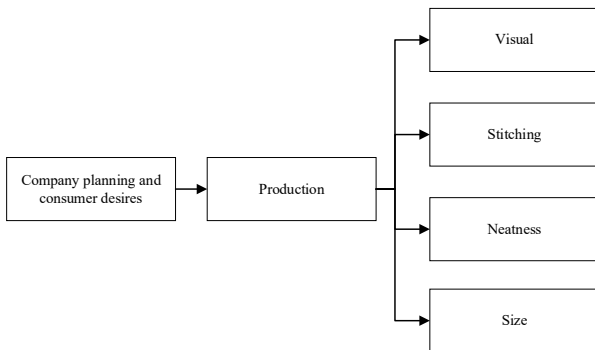 Visual
Stitching
Company planning and
consumer desires
Production
Neatness
Size